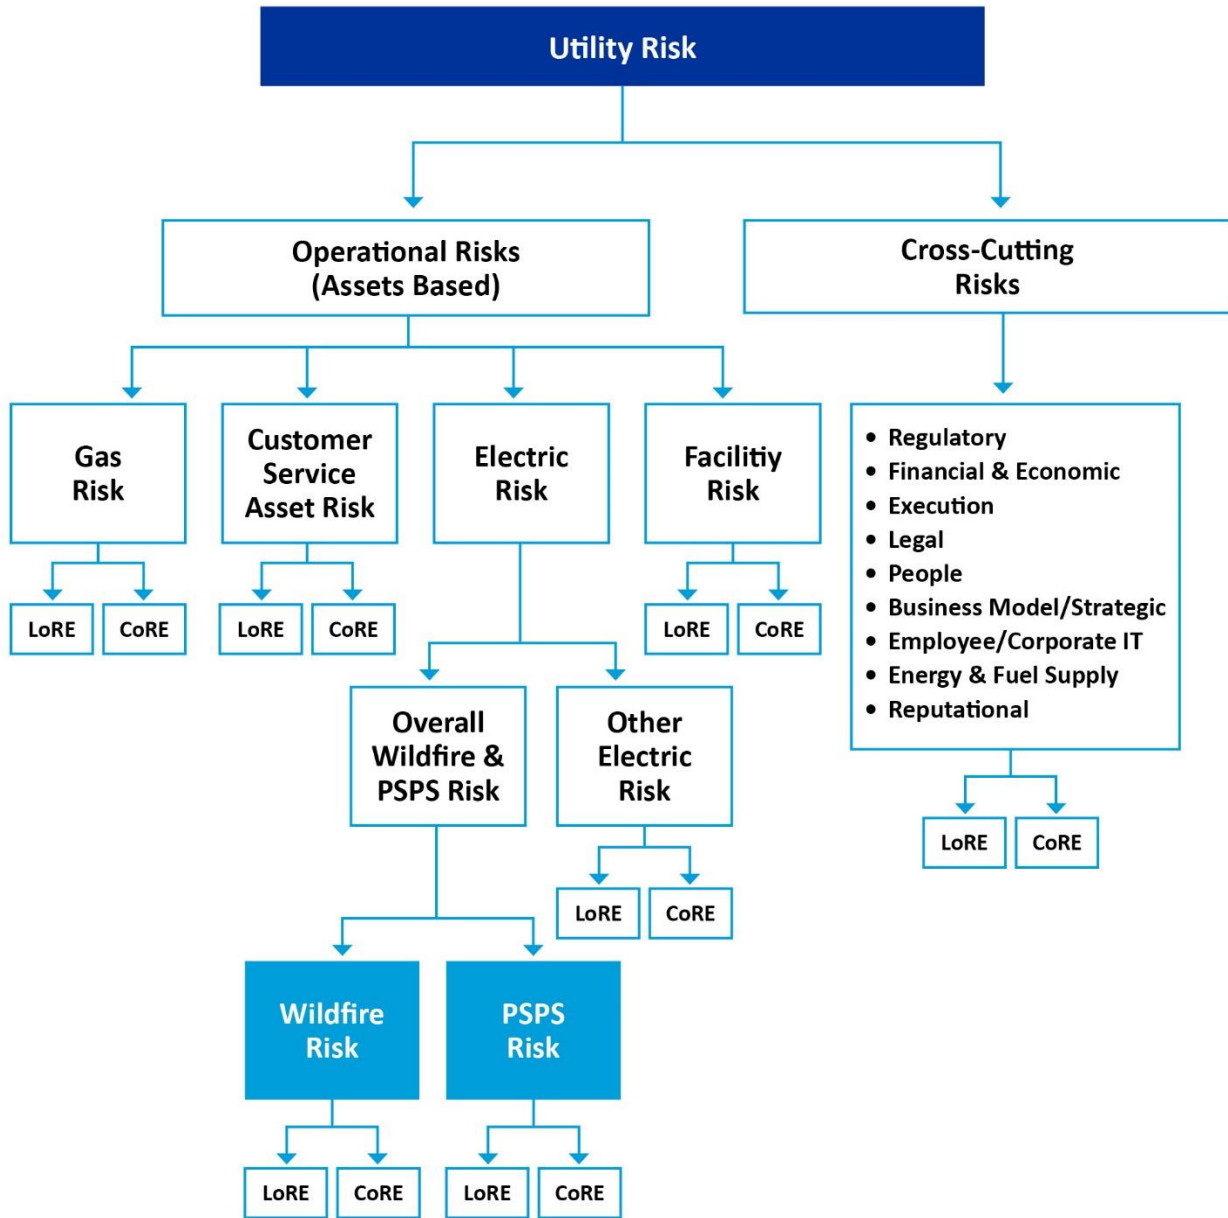 Utility Risk
Operational Risks
(Assets Based)
Cross-Cutting
Risks
Gas
Risk
Customer
Service
Asset Risk
Electric
Risk
Facilitiy
Risk
• Regulatory
• Financial & Economic
• Execution
• Legal
• People
• Business Model/Strategic
• Employee/Corporate IT
• Energy & Fuel Supply
• Reputational
LoRE
CoRE
LoRE
CoRE
LoRE
CoRE
Overall
Wildfire &
PSPS Risk
Other
Electric
Risk
LoRE
CoRE
LoRE
CoRE
Wildfire
Risk
PSPS
Risk
LoRE
CoRE
LoRE
CoRE